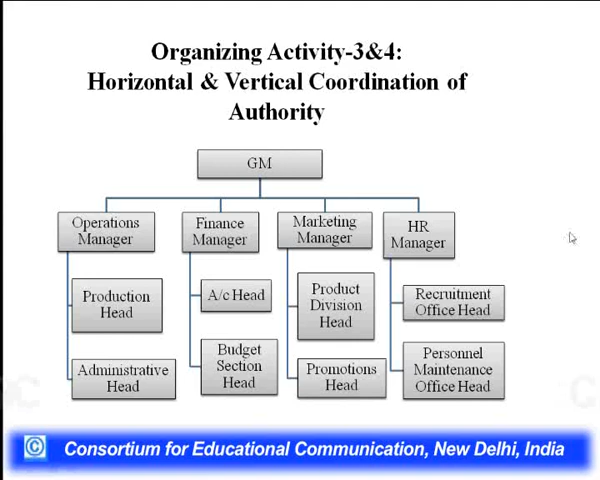 Organizing Activity-3&4:
Horizontal & Vertical Coordination of
Authority
GM
Operations
Manager
Finance
Manager
Marketing
Manager
HR
Manager
Production
Head
Administrative
Head
A/c Head
Budget
Section
Head
Product
Division
Head
Promotions
Head
Recruitment
Office Head
Personnel
Maintenance
Office Head
© Consortium for Educational Communication, New Delhi, India